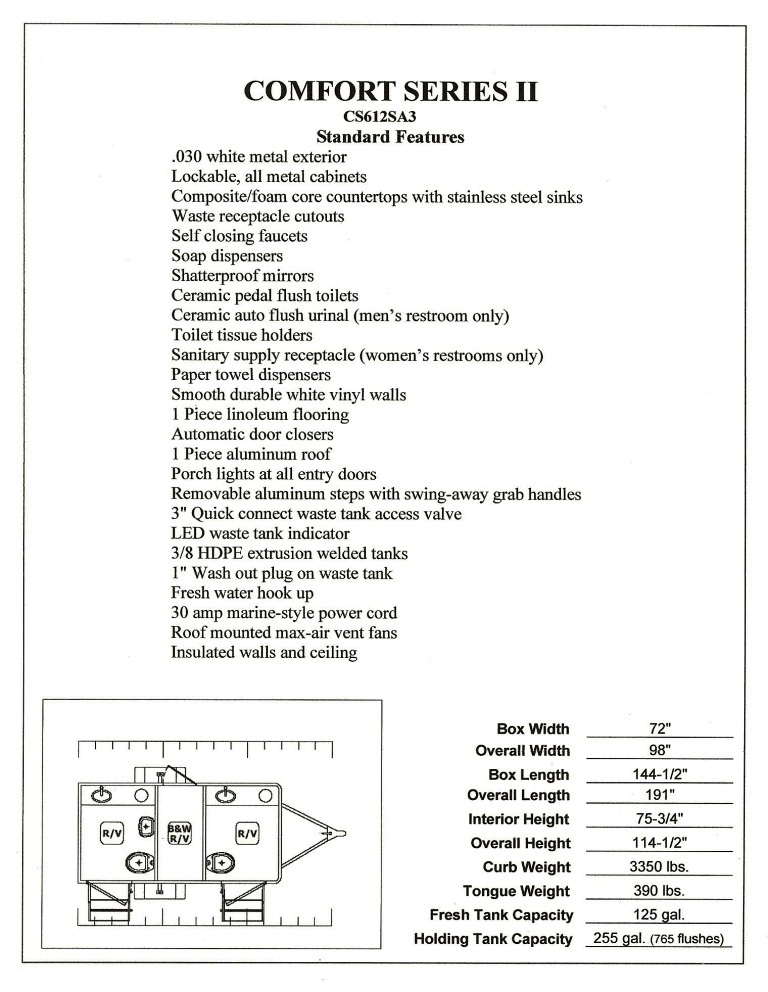 COMFORT SERIES II
CS612SA3
Standard Features
.030 white metal exterior
Lockable, all metal cabinets
Composite/foam core countertops with stainless steel sinks
Waste receptacle cutouts
Self closing faucets
Soap dispensers
Shatterproof mirrors
Ceramic pedal flush toilets
Ceramic auto flush urinal (men's restroom only)
Toilet tissue holders
Sanitary supply receptacle (women's restrooms only)
Paper towel dispensers
Smooth durable white vinyl walls
1 Piece linoleum flooring
Automatic door closers
1 Piece aluminum roof
Porch lights at all entry doors
Removable aluminum steps with swing-away grab handles
3" Quick connect waste tank access valve
LED waste tank indicator
3/8 HDPE extrusion welded tanks
1" Wash out plug on waste tank
Fresh water hook up
30 amp marine-style power cord
Roof mounted max-air vent fans
Insulated walls and ceiling
R/V
B&W
R/V
R/V
Box Width 72"
Overall Width 98"
Box Length 144-1/2"
Overall Length 191"
Interior Height 75-3/4"
Overall Height 114-1/2"
Curb Weight 3350 lbs.
Tongue Weight 390 lbs.
Fresh Tank Capacity 125 gal.
Holding Tank Capacity 255 gal. (765 flushes)